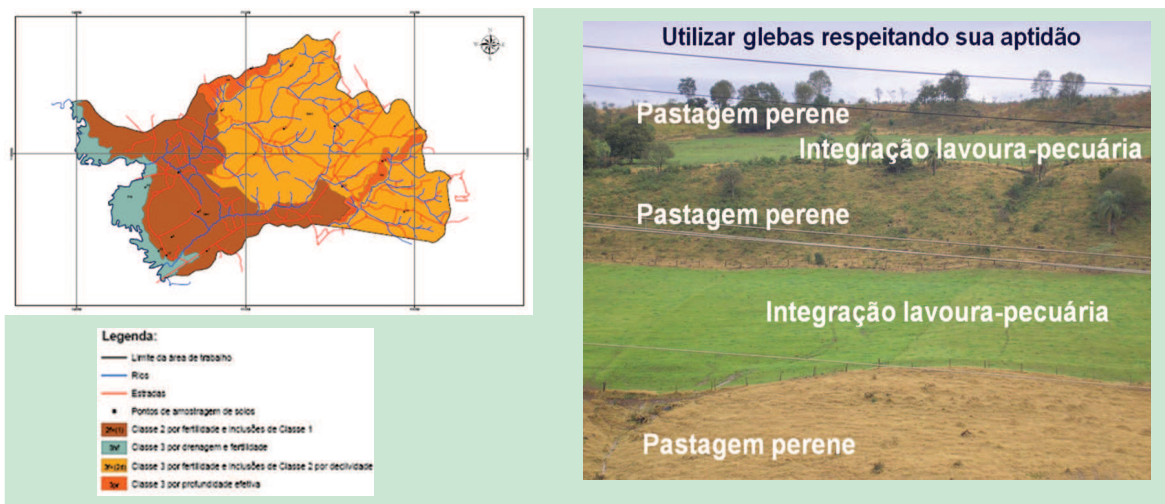 Legenda:
Limite da área de trabalho
Rios
Estradas
Pontos de amostragem de solos
Classe 2 por fertilidade e inclusões de Classe 1
Classe 3 por drenagem e fertilidade
Classe 3 por fertilidade e inclusões de Classe 2 por declividade
Classe 3 por profundidade efetiva
Utilizar glebas respeitando sua aptidão
Pastagem perene
Integração lavoura-pecuária
Pastagem perene
Integração lavoura-pecuária
Pastagem perene